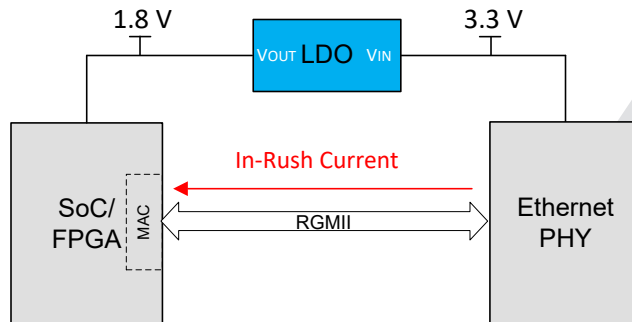 1.8 V
3.3 V
VOUT LDO VIN
In-Rush Current
SoC/
FPGA
MAC
RGMII
Ethernet
PHY